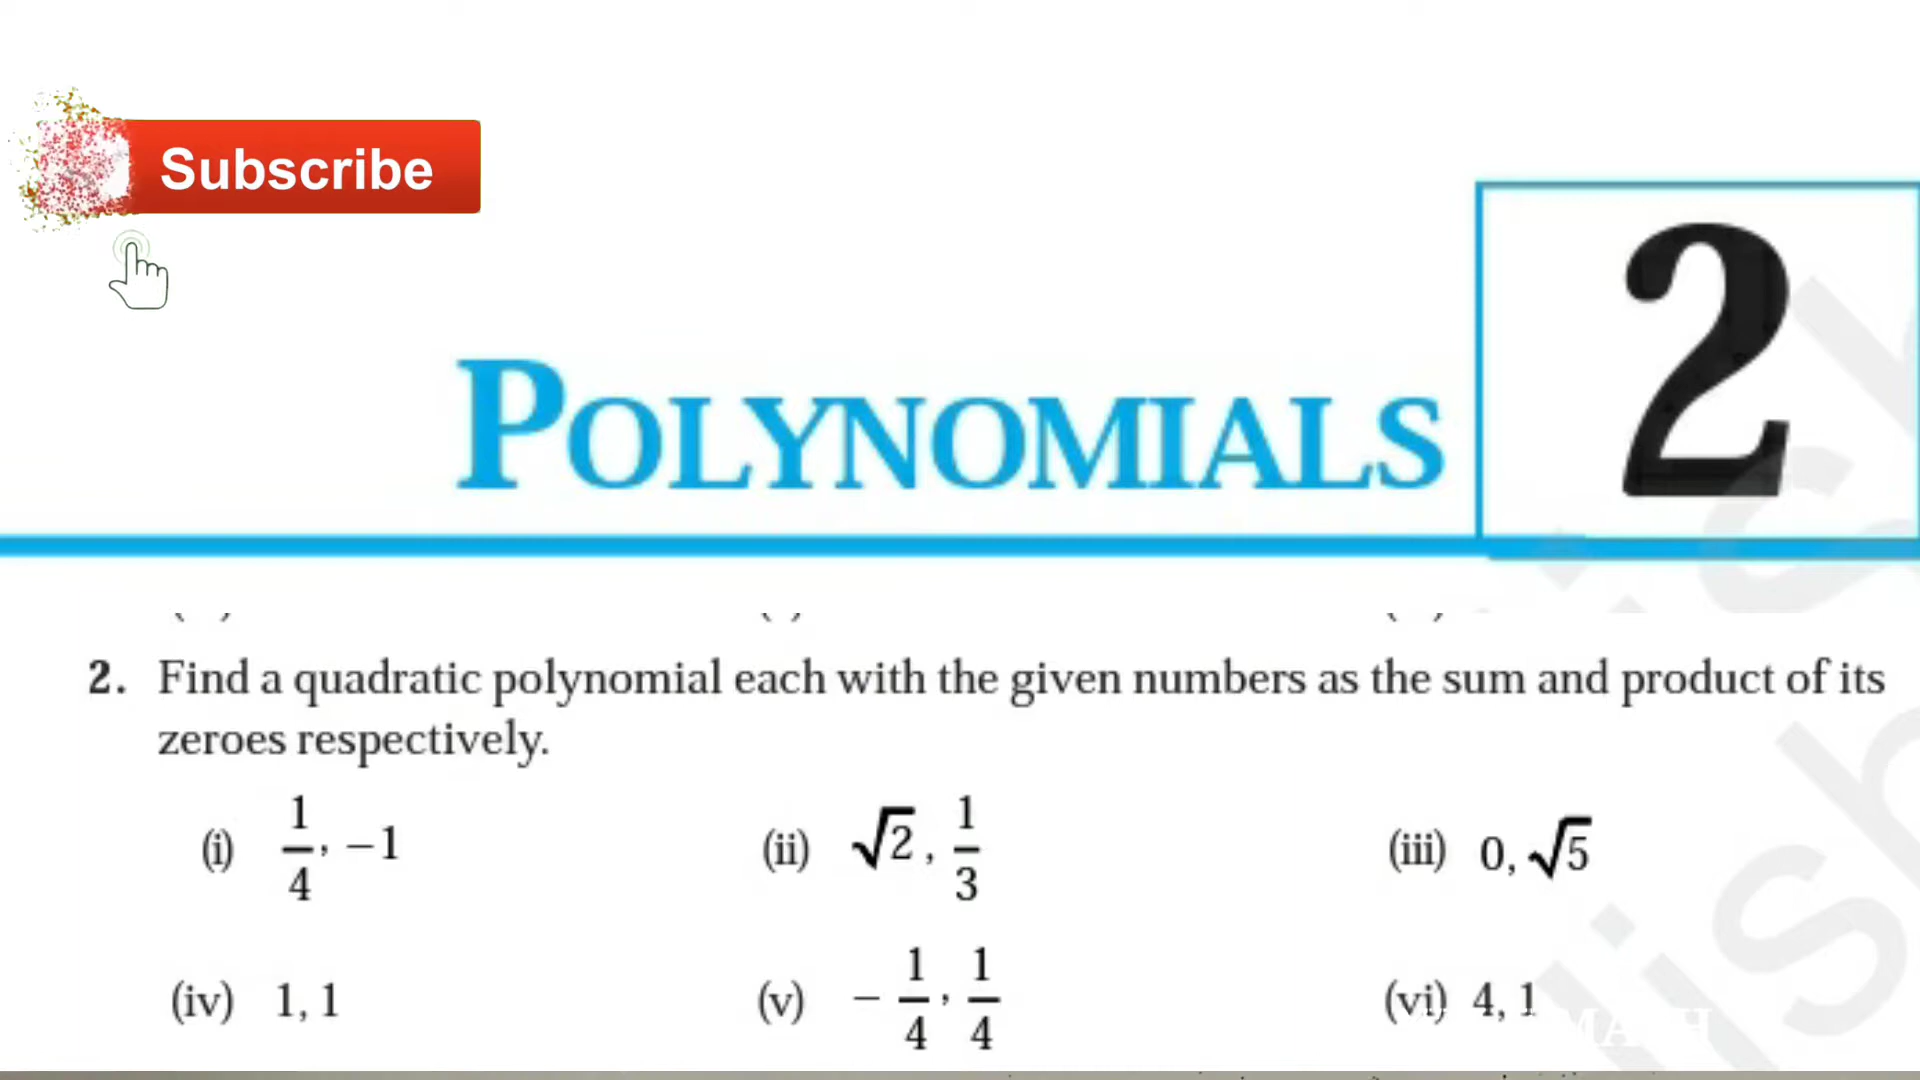 Subscribe
2
POLYNOMIALS
2. Find a quadratic polynomial each with the given numbers as the sum and product of its
zeroes respectively.
(i) 1/4, −1 (ii) √2, 1/3 (iii) 0, √5
(iv) 1, 1 (v) −1/4, 1/4 (vi) 4, 1